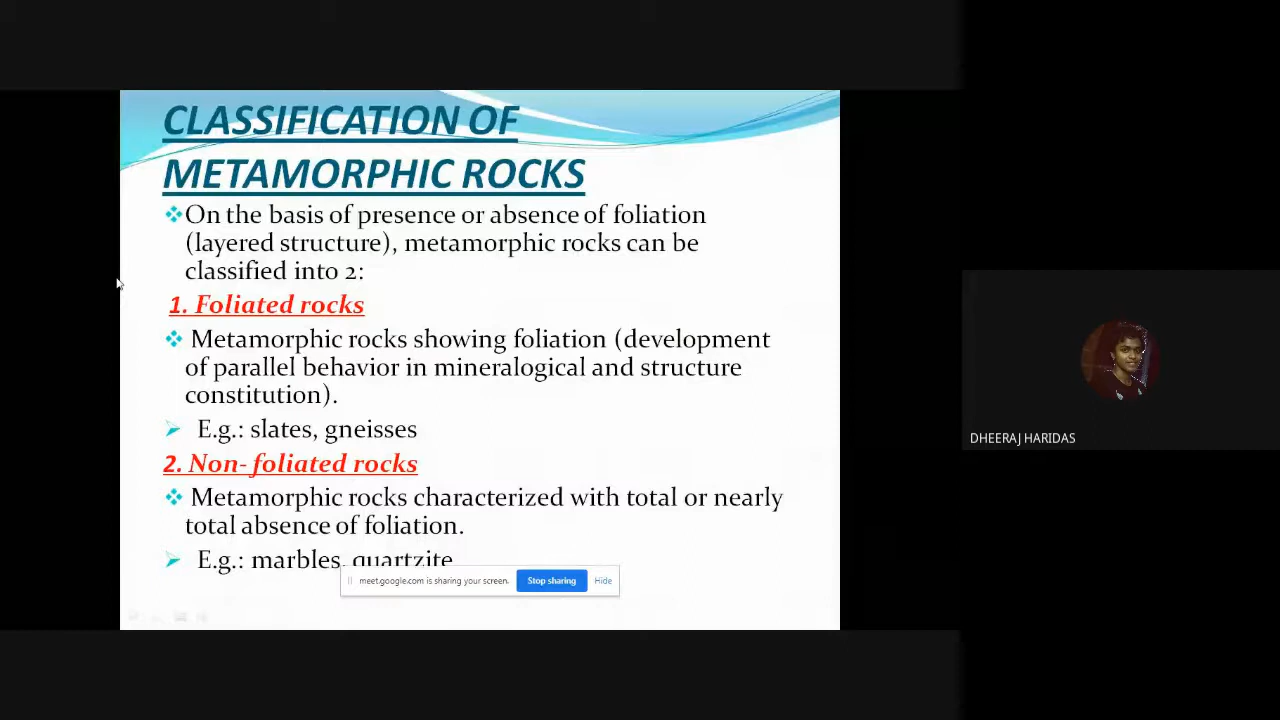 CLASSIFICATION OF
METAMORPHIC ROCKS
On the basis of presence or absence of foliation
(layered structure), metamorphic rocks can be
classified into 2:
1. Foliated rocks
Metamorphic rocks showing foliation (development
of parallel behavior in mineralogical and structure
constitution).
E.g.: slates, gneisses
2. Non- foliated rocks
Metamorphic rocks characterized with total or nearly
total absence of foliation.
E.g.: marbles, quartzite
meet.google.com is sharing your screen. Stop sharing Hide
DHEERAJ HARIDAS